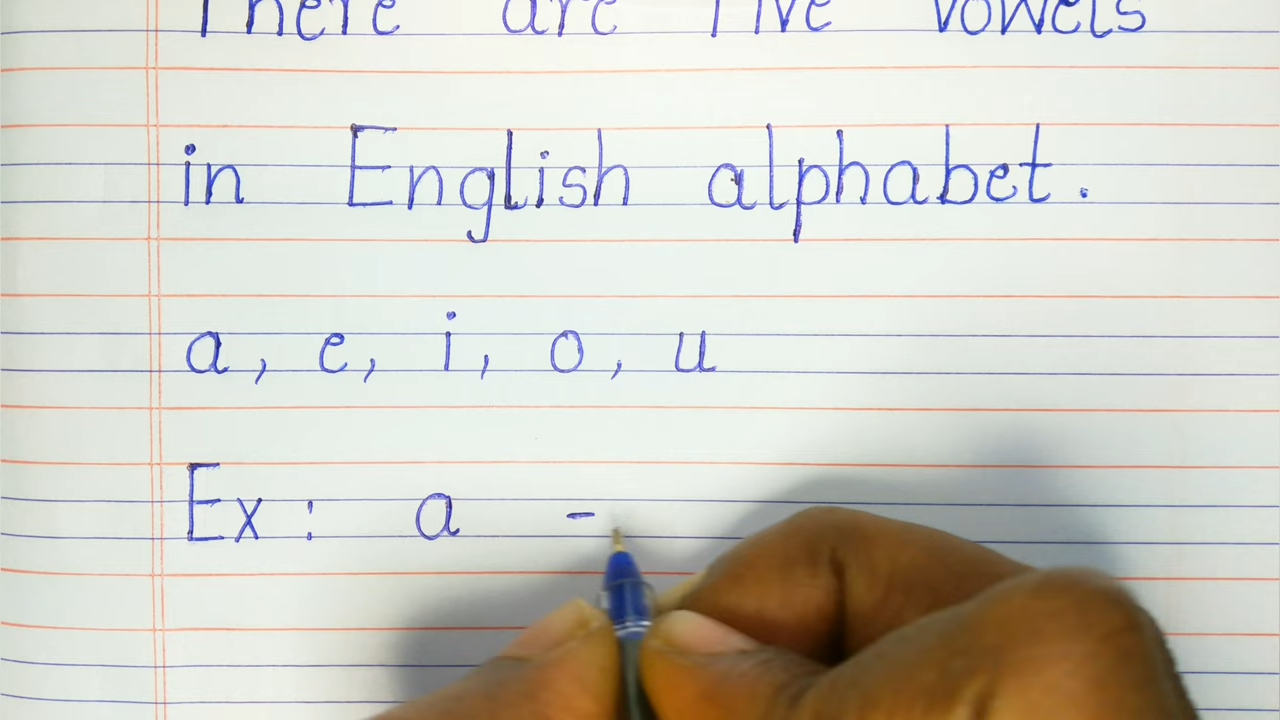 There are five vowels
in English alphabet.
a, e, i, o, u
Ex: a -